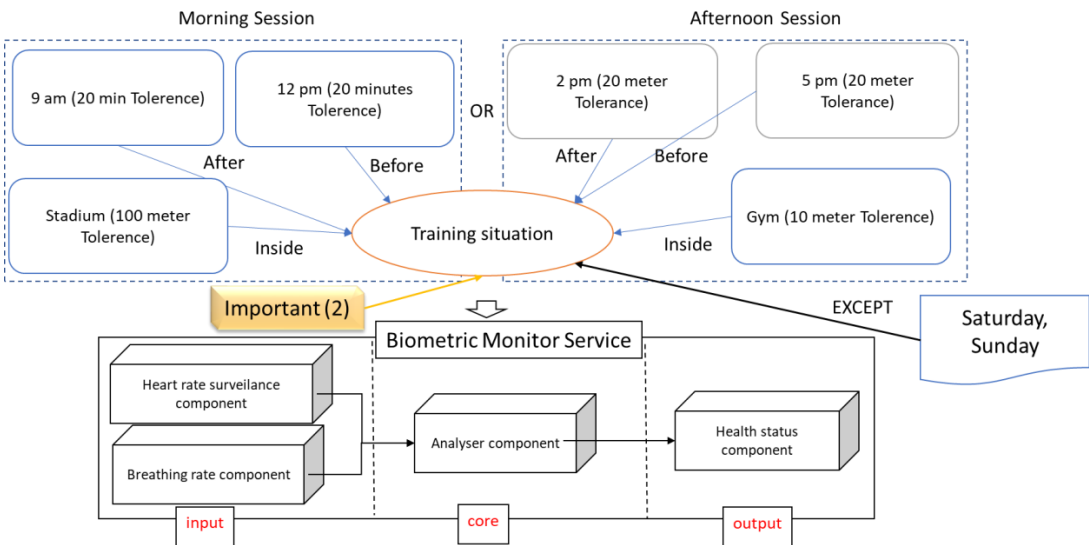 Morning Session
Afternoon Session
9 am (20 min Tolerence)
12 pm (20 minutes
Tolerence)
OR
2 pm (20 meter
Tolerance)
5 pm (20 meter
Tolerance)
After
Before
After
Before
Stadium (100 meter
Tolerence)
Inside
Training situation
Inside
Gym (10 meter Tolerence)
Important (2)
EXCEPT
Saturday,
Sunday
Biometric Monitor Service
Heart rate surveilance
component
Breathing rate component
Analyser component
Health status
component
input
core
output